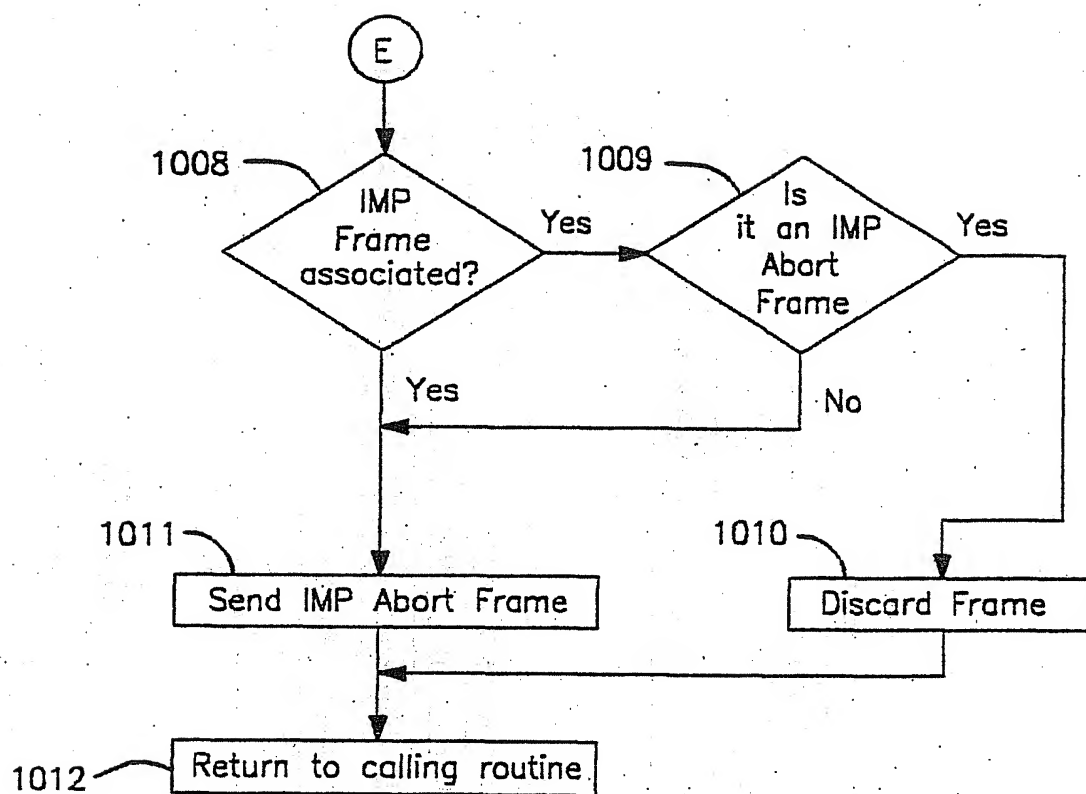 E
1008
IMP
Frame
associated?
Yes
1009
Is
it an IMP
Abort
Frame
Yes
Yes
No
1011
Send IMP Abort Frame
1010
Discard Frame
1012
Return to calling routine